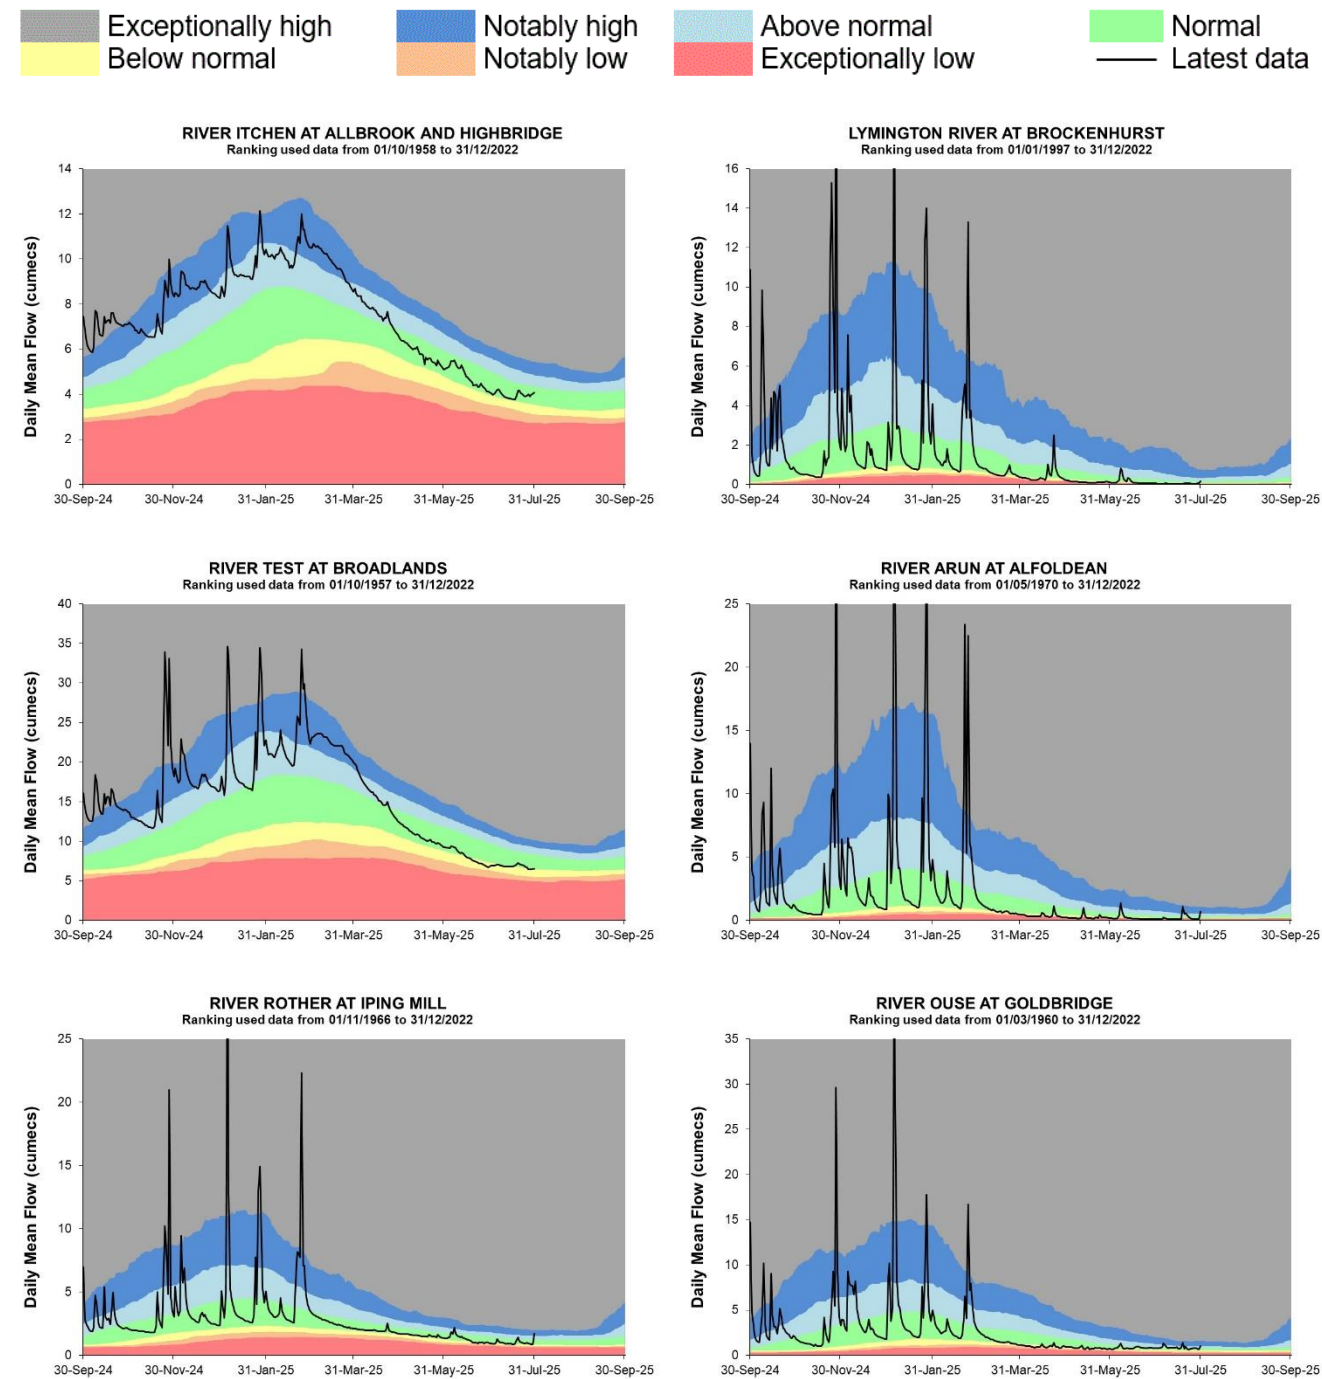 Exceptionally high Notably high Above normal Normal
Below normal Notably low Exceptionally low Latest data
RIVER ITCHEN AT ALLBROOK AND HIGHBRIDGE
Ranking used data from 01/10/1958 to 31/12/2022
Daily Mean Flow (cumecs)
14
12
10
8
6
4
2
0
30-Sep-24 30-Nov-24 31-Jan-25 31-Mar-25 31-May-25 31-Jul-25 30-Sep-25
LYMINGTON RIVER AT BROCKENHURST
Ranking used data from 01/01/1997 to 31/12/2022
Daily Mean Flow (cumecs)
16
14
12
10
8
6
4
2
0
30-Sep-24 30-Nov-24 31-Jan-25 31-Mar-25 31-May-25 31-Jul-25 30-Sep-25
RIVER TEST AT BROADLANDS
Ranking used data from 01/10/1957 to 31/12/2022
Daily Mean Flow (cumecs)
40
35
30
25
20
15
10
5
0
30-Sep-24 30-Nov-24 31-Jan-25 31-Mar-25 31-May-25 31-Jul-25 30-Sep-25
RIVER ARUN AT ALFOLDEAN
Ranking used data from 01/05/1970 to 31/12/2022
Daily Mean Flow (cumecs)
25
20
15
10
5
0
30-Sep-24 30-Nov-24 31-Jan-25 31-Mar-25 31-May-25 31-Jul-25 30-Sep-25
RIVER ROTHER AT IPING MILL
Ranking used data from 01/11/1966 to 31/12/2022
Daily Mean Flow (cumecs)
25
20
15
10
5
0
30-Sep-24 30-Nov-24 31-Jan-25 31-Mar-25 31-May-25 31-Jul-25 30-Sep-25
RIVER OUSE AT GOLDBRIDGE
Ranking used data from 01/03/1960 to 31/12/2022
Daily Mean Flow (cumecs)
35
30
25
20
15
10
5
0
30-Sep-24 30-Nov-24 31-Jan-25 31-Mar-25 31-May-25 31-Jul-25 30-Sep-25